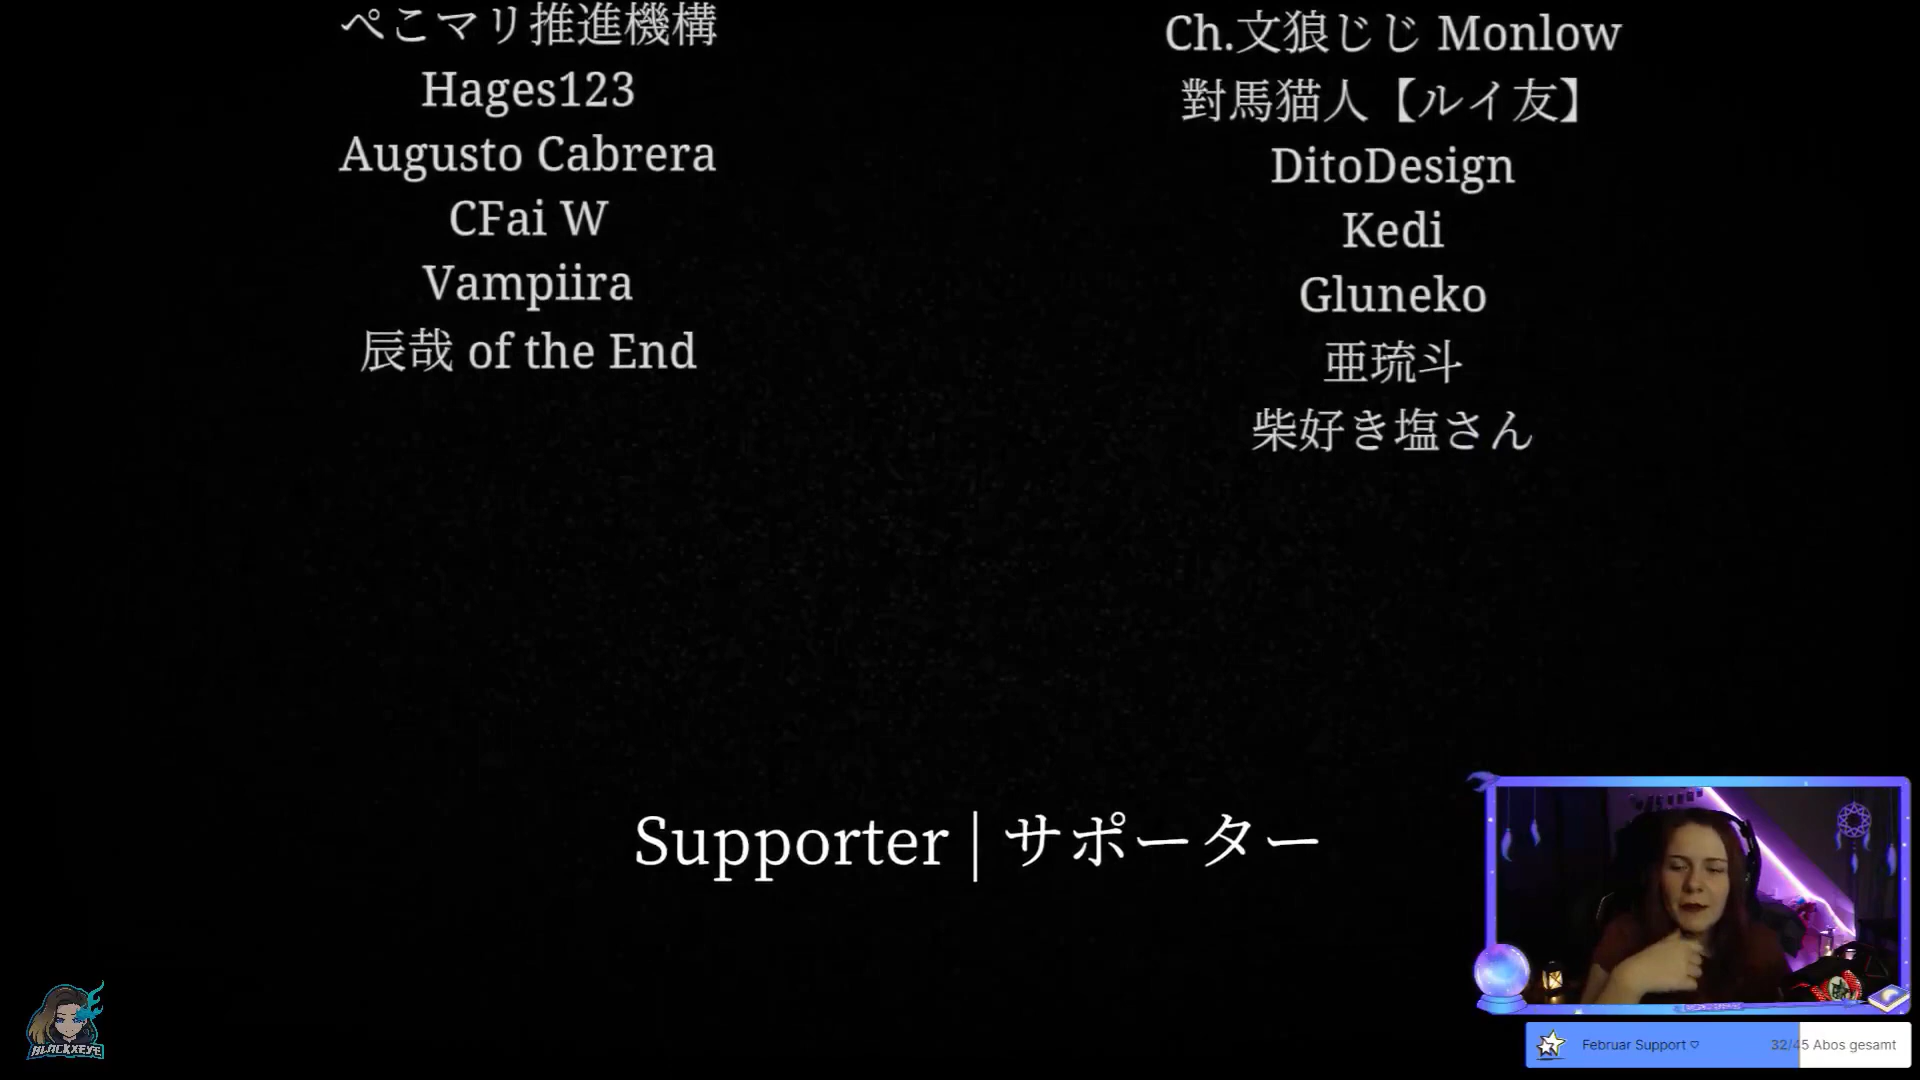 ぺこマリ推進機構
Hages123
Augusto Cabrera
CFai W
Vampiira
辰哉 of the End
Ch.文狼じじ Monlow
對馬猫人【ルイ友】
DitoDesign
Kedi
Gluneko
亜琉斗
柴好き塩さん
Supporter | サポーター
BLACKXEYE
Februar Support ♡
32/45 Abos gesamt